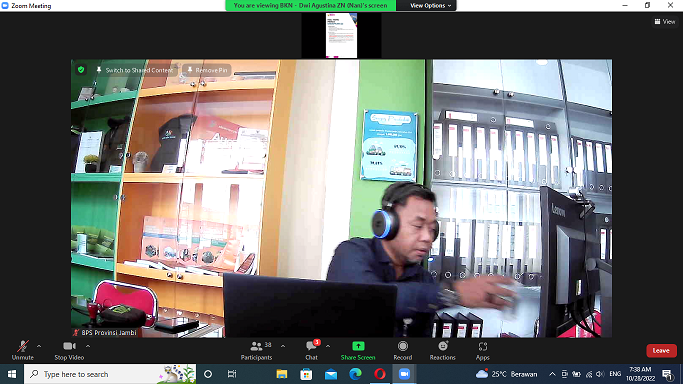 Zoom Meeting
You are viewing BKN - Dwi Agustina ZN (Nani)'s screen
View Options
View
Switch to Shared Content
Remove Pin
Lenovo
BPS Provinsi Jambi
Unmute
Stop Video
Participants
38
Chat
Share Screen
Record
Reactions
Apps
Leave
Type here to search
25°C Berawan
ENG
7:38 AM
10/28/2022